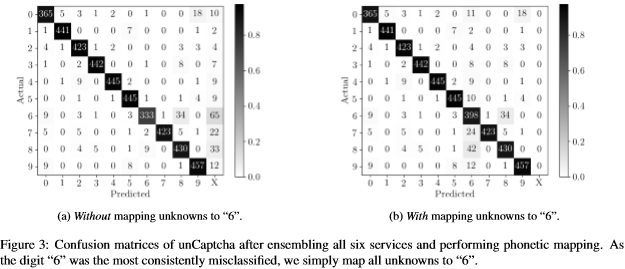 0 365 5 3 1 2 0 1 0 0 18 10
1 1 441 0 0 0 7 0 0 0 1 2
2 4 1 423 1 2 0 0 0 3 3 4
3 1 0 2 442 0 0 1 0 8 0 7
4 0 1 9 0 445 2 0 0 0 1 9
5 0 0 1 0 1 445 1 0 1 4 9
6 9 0 3 1 0 3 333 1 34 0 65
7 5 0 5 0 0 1 2 423 5 1 22
8 0 0 4 5 0 1 9 0 430 0 33
9 9 0 0 0 0 8 0 0 0 457 12
0 1 2 3 4 5 6 7 8 9 X
Actual
Predicted
0.8
0.6
0.4
0.2
0.0
(a) Without mapping unknowns to “6”.
0 365 5 3 1 2 0 11 0 0 18 0
1 1 441 0 0 0 7 2 0 0 1 0
2 4 1 423 1 2 0 4 0 3 3 0
3 1 0 2 442 0 0 8 0 8 0 0
4 0 1 9 0 445 2 9 0 0 1 0
5 0 0 1 0 1 445 10 0 1 4 0
6 9 0 3 1 0 3 398 1 34 0 0
7 5 0 5 0 0 1 24 423 5 1 0
8 0 0 4 5 0 1 42 0 430 0 0
9 9 0 0 0 0 8 12 0 0 457 0
0 1 2 3 4 5 6 7 8 9 X
Actual
Predicted
0.8
0.6
0.4
0.2
0.0
(b) With mapping unknowns to “6”.
Figure 3: Confusion matrices of unCaptcha after ensembling all six services and performing phonetic mapping. As
the digit “6” was the most consistently misclassified, we simply map all unknowns to “6”.